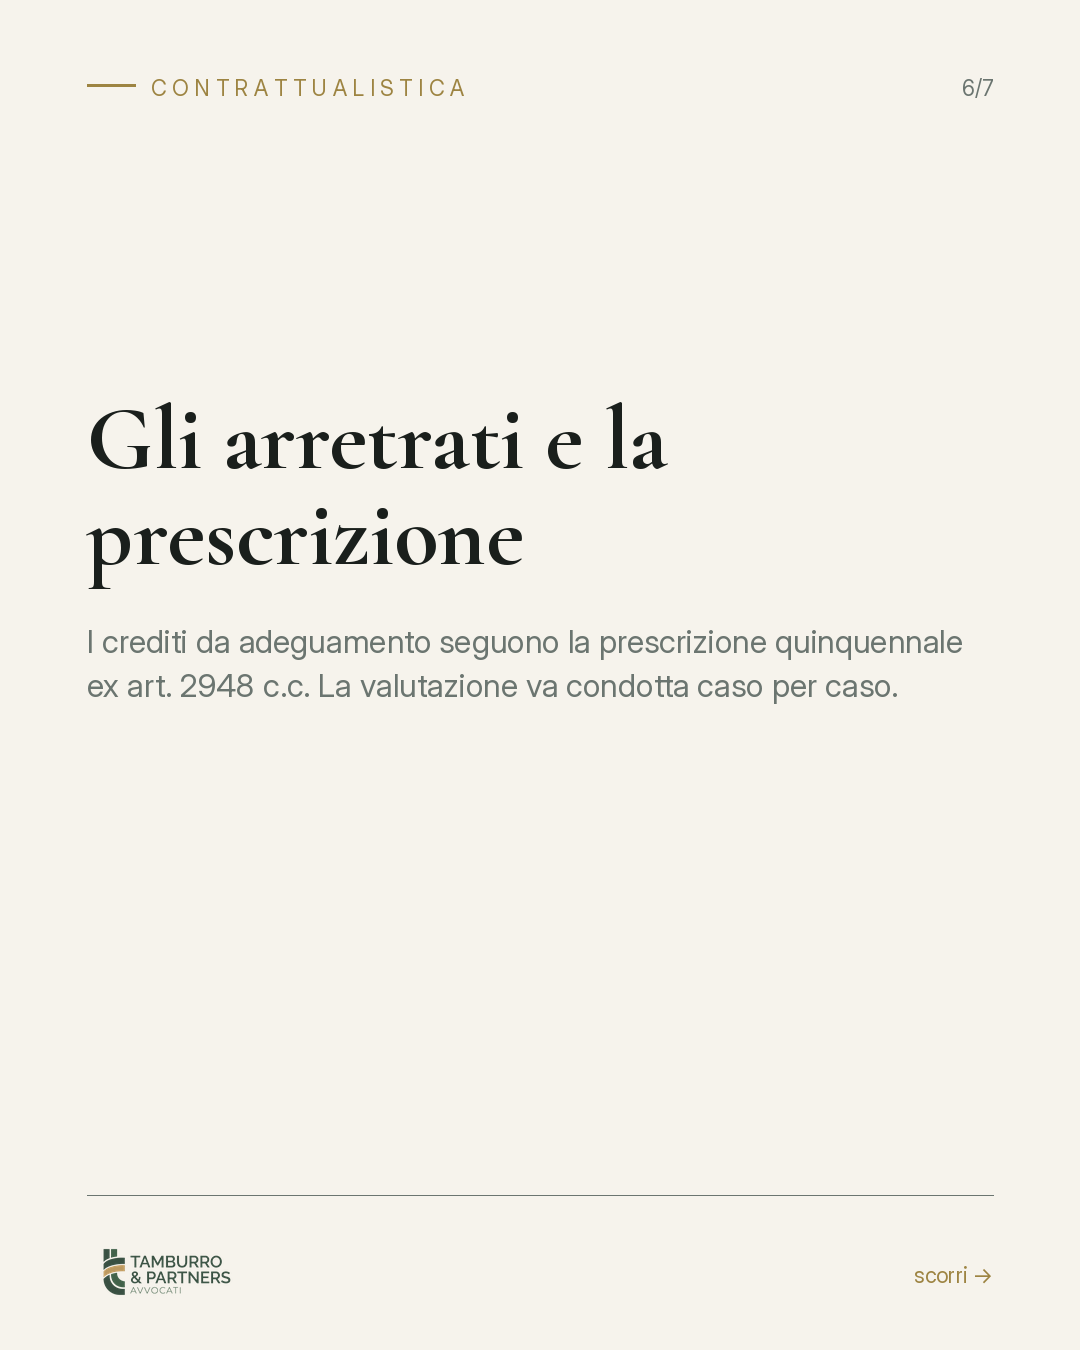 CONTRATTUALISTICA
6/7
Gli arretrati e la
prescrizione
I crediti da adeguamento seguono la prescrizione quinquennale
ex art. 2948 c.c. La valutazione va condotta caso per caso.
TAMBURRO
& PARTNERS
AVVOCATI
scorri →